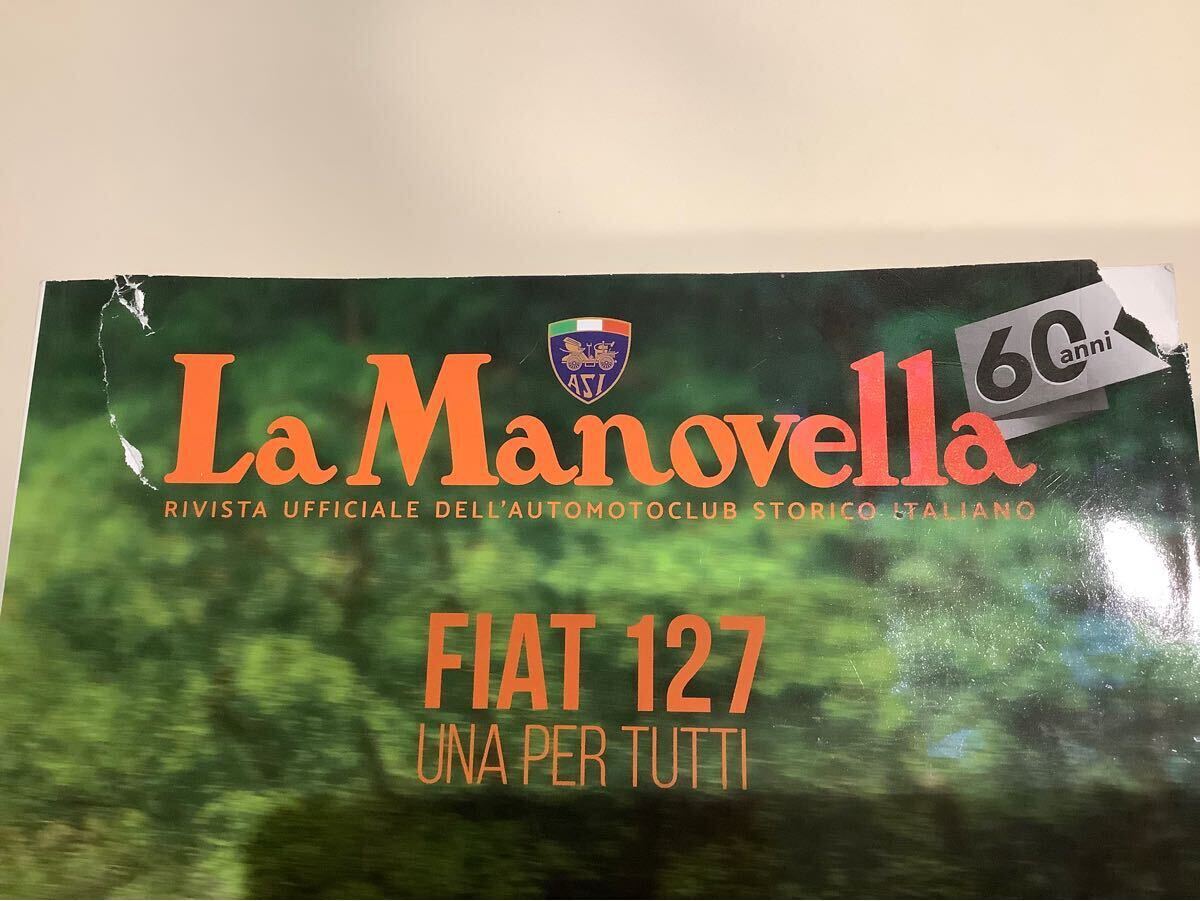 ASI
60 anni
La Manovella
RIVISTA UFFICIALE DELL'AUTOMOTOCLUB STORICO ITALIANO
FIAT 127
UNA PER TUTTI